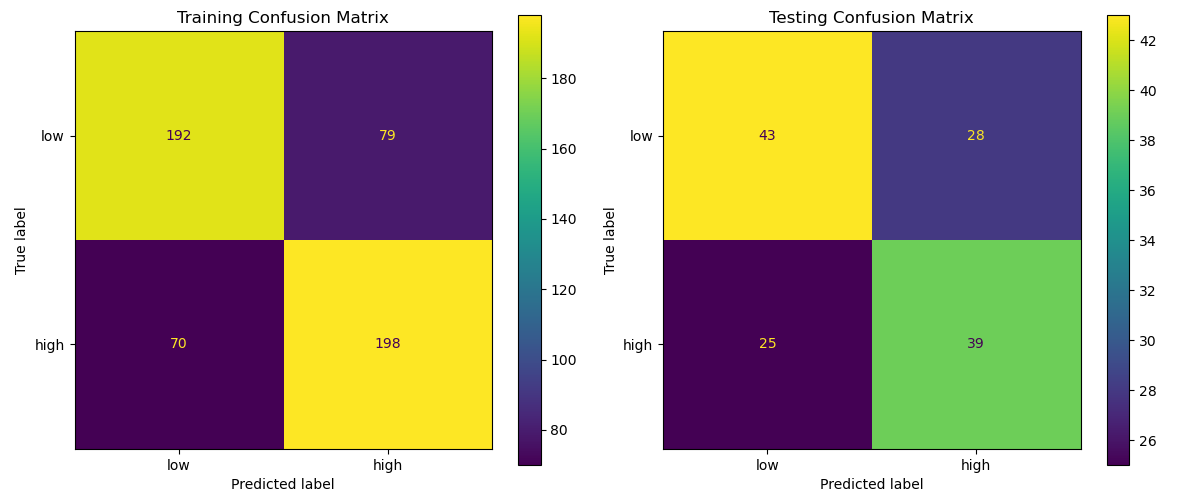 Training Confusion Matrix
True label
low
high
192
79
70
198
low
high
Predicted label
180
160
140
120
100
80
Testing Confusion Matrix
True label
low
high
43
28
25
39
low
high
Predicted label
42
40
38
36
34
32
30
28
26